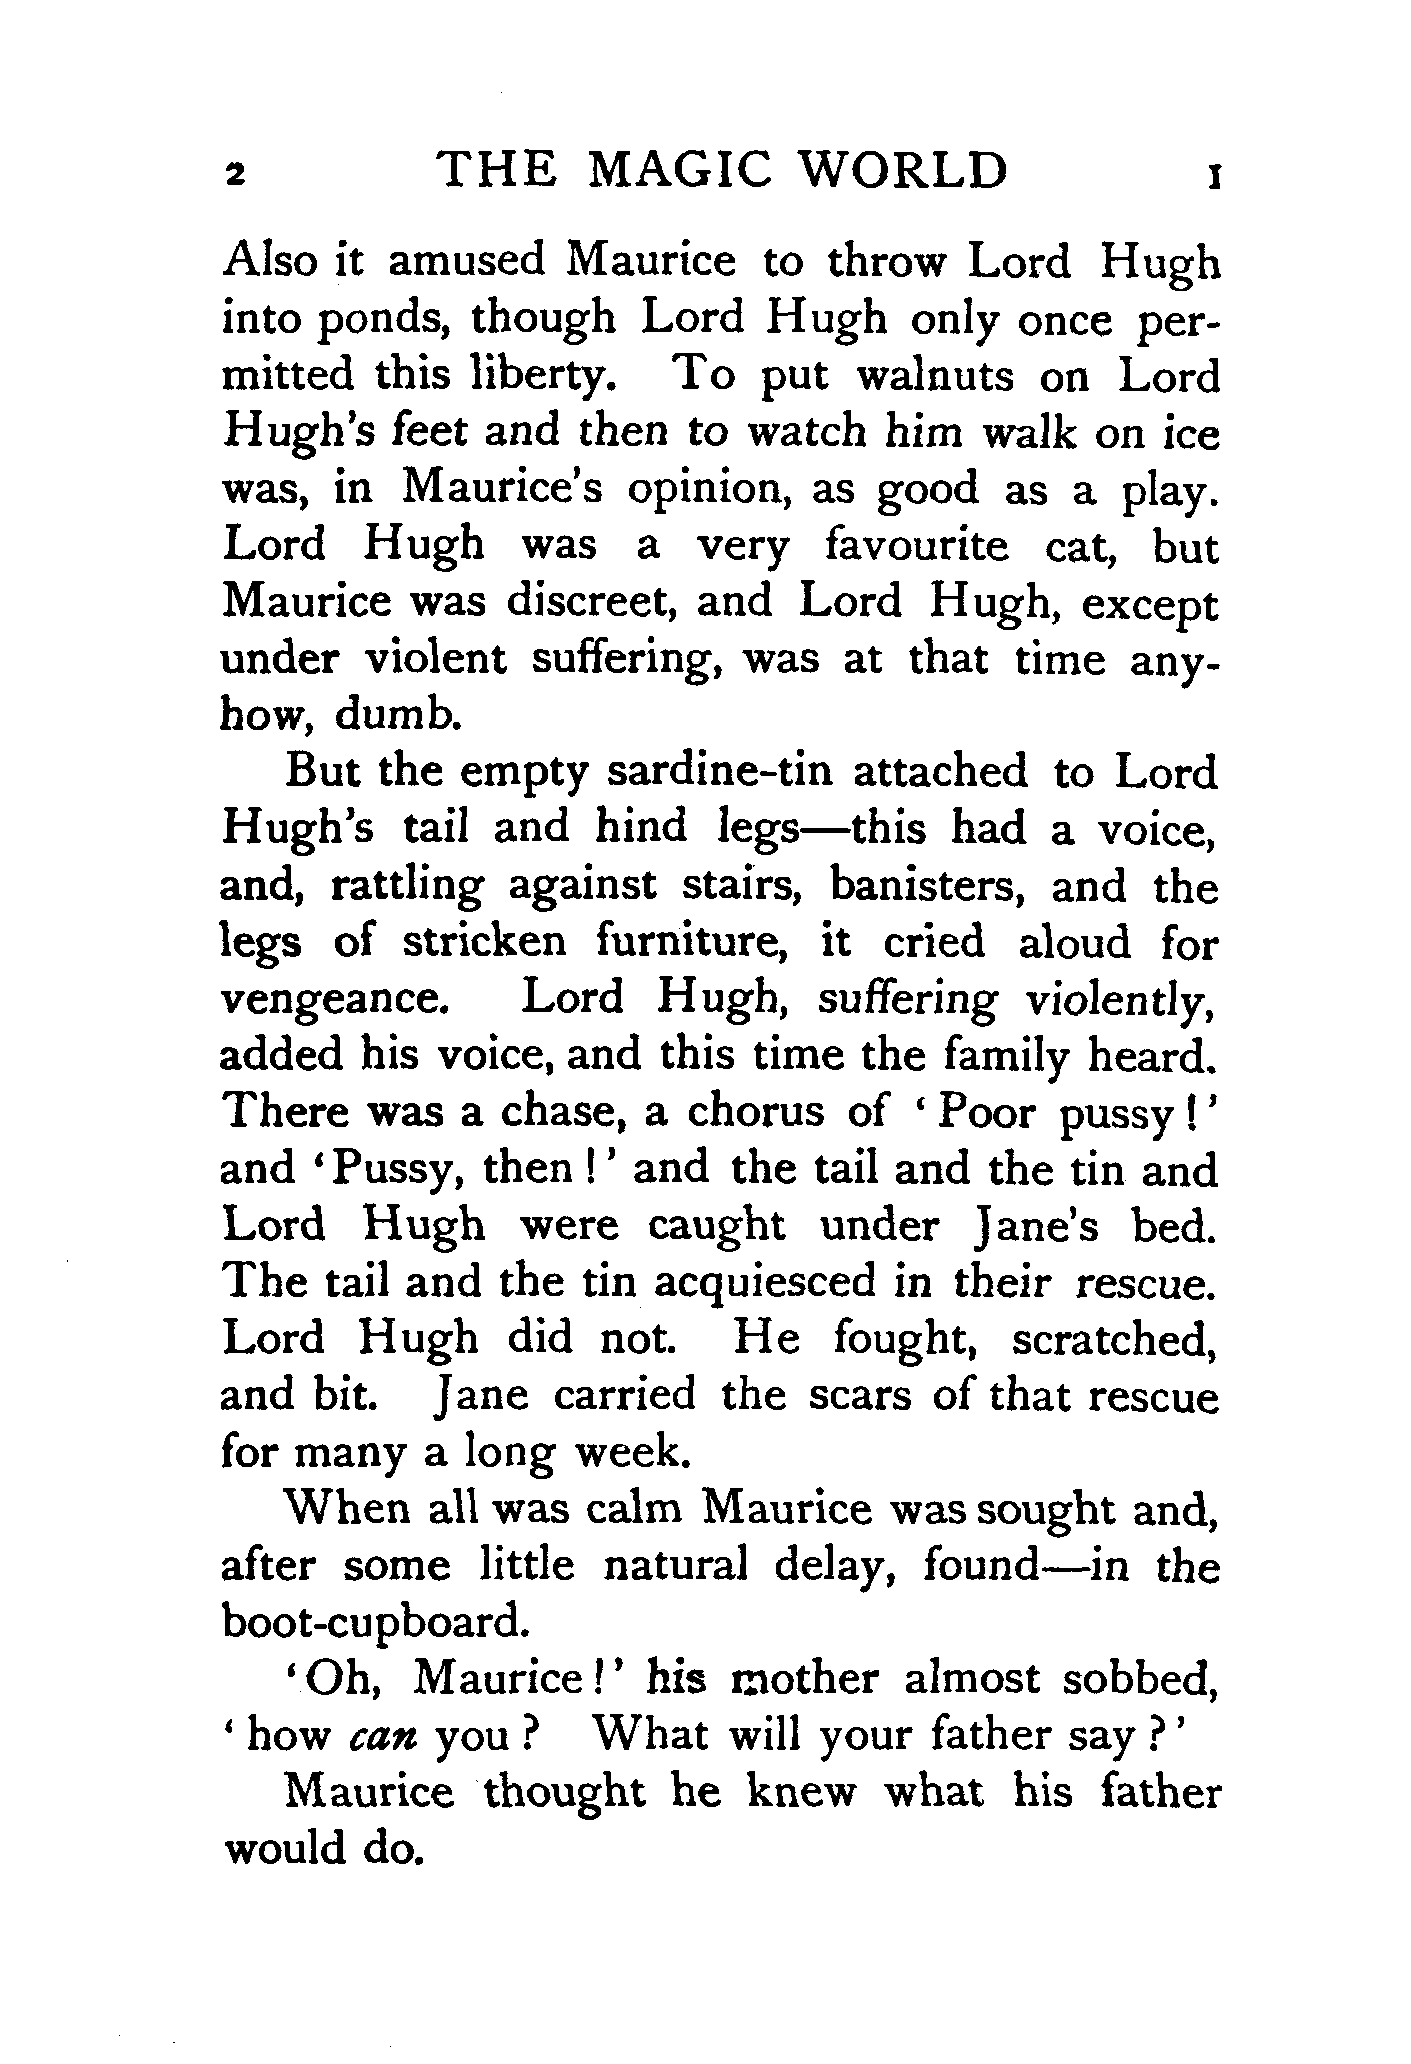 2 THE MAGIC WORLD I
Also it amused Maurice to throw Lord Hugh
into ponds, though Lord Hugh only once per-
mitted this liberty. To put walnuts on Lord
Hugh's feet and then to watch him walk on ice
was, in Maurice's opinion, as good as a play.
Lord Hugh was a very favourite cat, but
Maurice was discreet, and Lord Hugh, except
under violent suffering, was at that time any-
how, dumb.
But the empty sardine-tin attached to Lord
Hugh's tail and hind legs—this had a voice,
and, rattling against stairs, banisters, and the
legs of stricken furniture, it cried aloud for
vengeance. Lord Hugh, suffering violently,
added his voice, and this time the family heard.
There was a chase, a chorus of ‘Poor pussy!’
and ‘Pussy, then!’ and the tail and the tin and
Lord Hugh were caught under Jane's bed.
The tail and the tin acquiesced in their rescue.
Lord Hugh did not. He fought, scratched,
and bit. Jane carried the scars of that rescue
for many a long week.
When all was calm Maurice was sought and,
after some little natural delay, found—in the
boot-cupboard.
‘Oh, Maurice!’ his mother almost sobbed,
‘how can you? What will your father say?’
Maurice thought he knew what his father
would do.